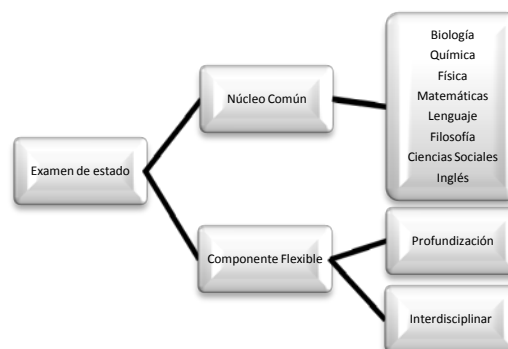 Examen de estado
Núcleo Común
Biología
Química
Física
Matemáticas
Lenguaje
Filosofía
Ciencias Sociales
Inglés
Componente Flexible
Profundización
Interdisciplinar